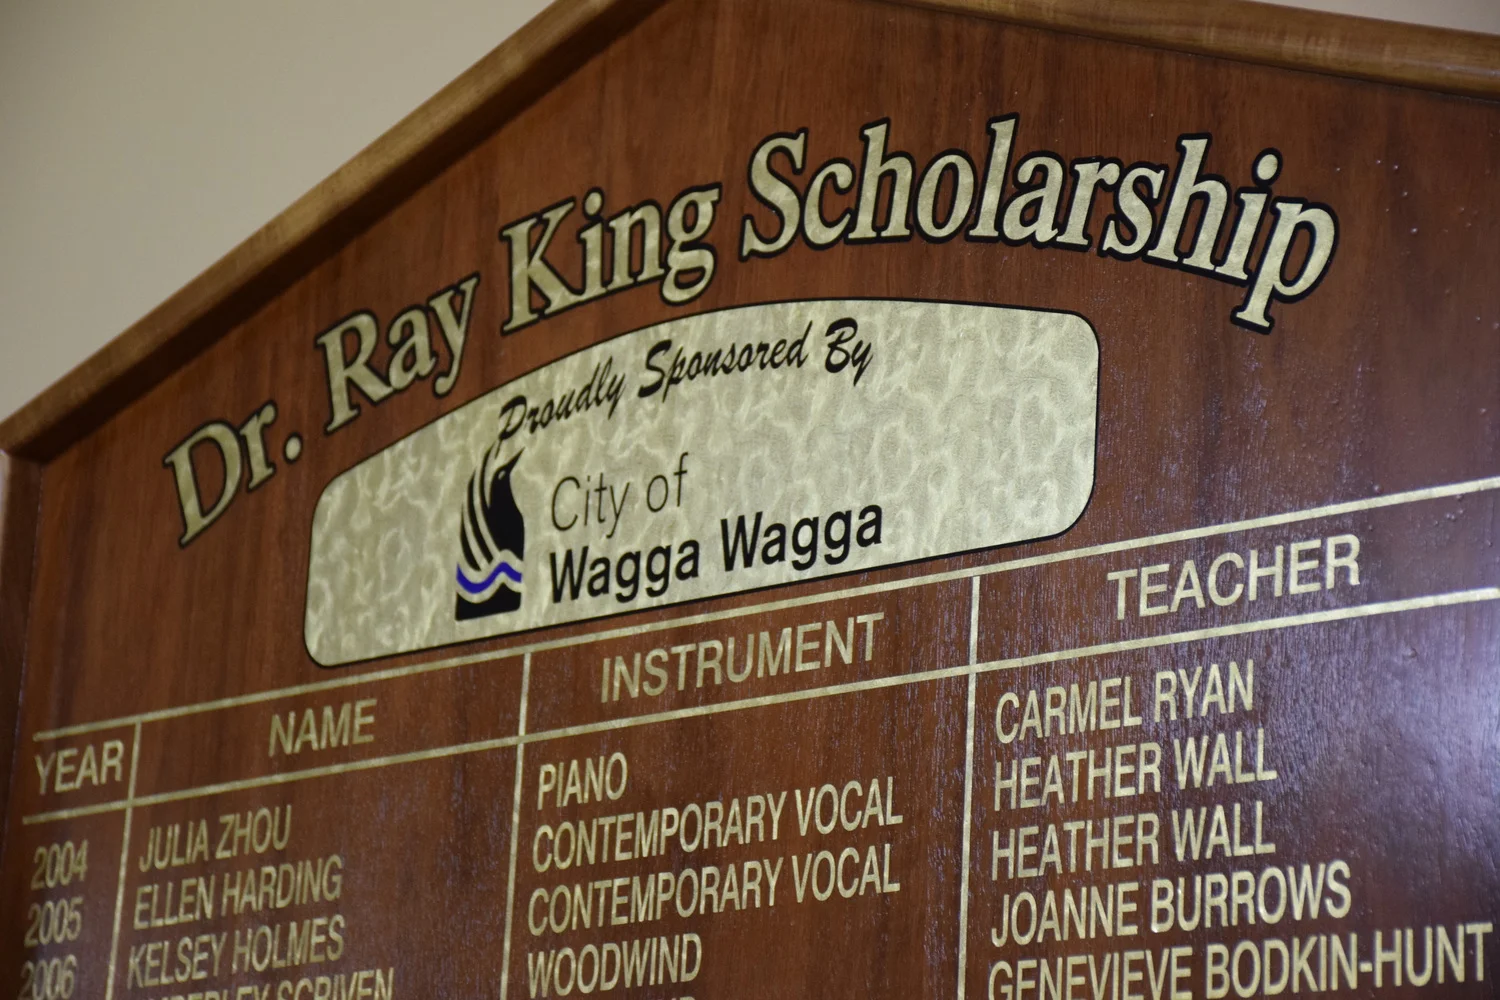 Dr. Ray King Scholarship
Proudly Sponsored By
City of
Wagga Wagga
YEAR NAME INSTRUMENT TEACHER
2004 JULIA ZHOU PIANO CARMEL RYAN
2005 ELLEN HARDING CONTEMPORARY VOCAL HEATHER WALL
2006 KELSEY HOLMES CONTEMPORARY VOCAL HEATHER WALL
SCRIVEN WOODWIND JOANNE BURROWS
GENEVIEVE BODKIN-HUNT